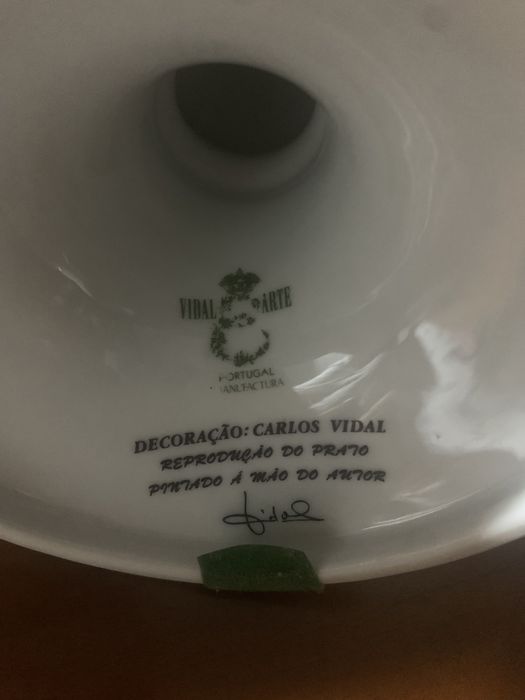 VIDAL & ARTE
PORTUGAL
MANUFACTURA
DECORAÇÃO: CARLOS VIDAL
REPRODUÇÃO DO PRATO
PINTADO Á MÃO DO AUTOR
Vidal